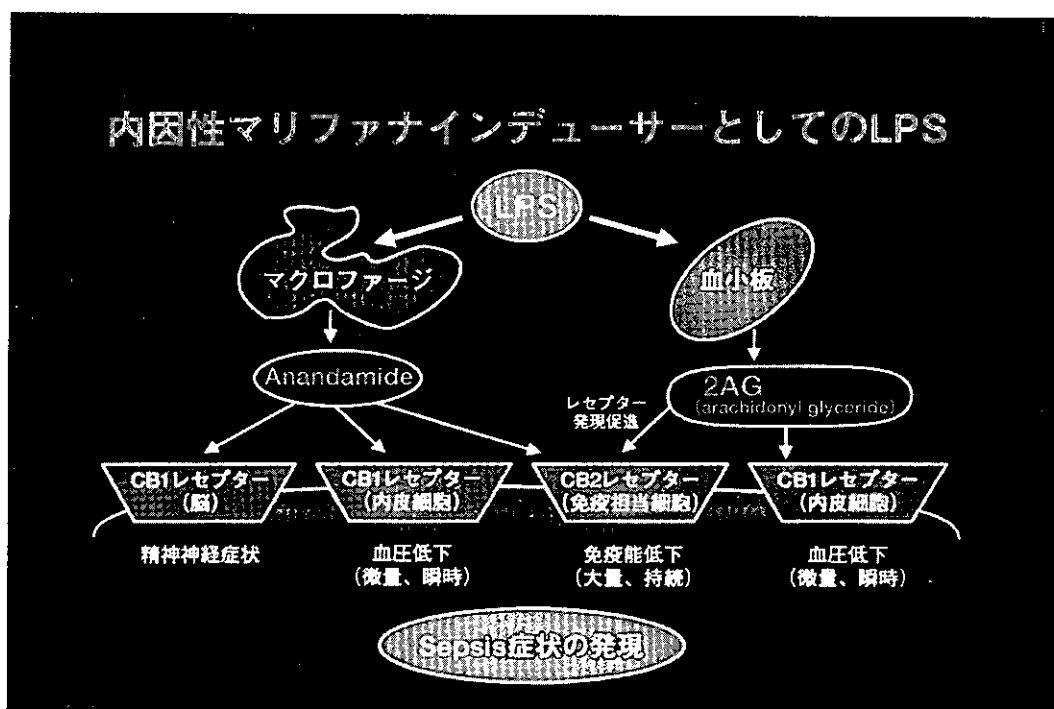 内因性マリファナインデューサーとしてのLPS
LPS
マクロファージ
血小板
Anandamide
2AG
(arachidonyl glyceride)
レセプター
発現促進
CB1レセプター
(脳)
CB1レセプター
(内皮細胞)
CB2レセプター
(免疫担当細胞)
CB1レセプター
(内皮細胞)
精神神経症状
血圧低下
(微量、瞬時)
免疫能低下
(大量、持続)
血圧低下
(微量、瞬時)
Sepsis症状の発現